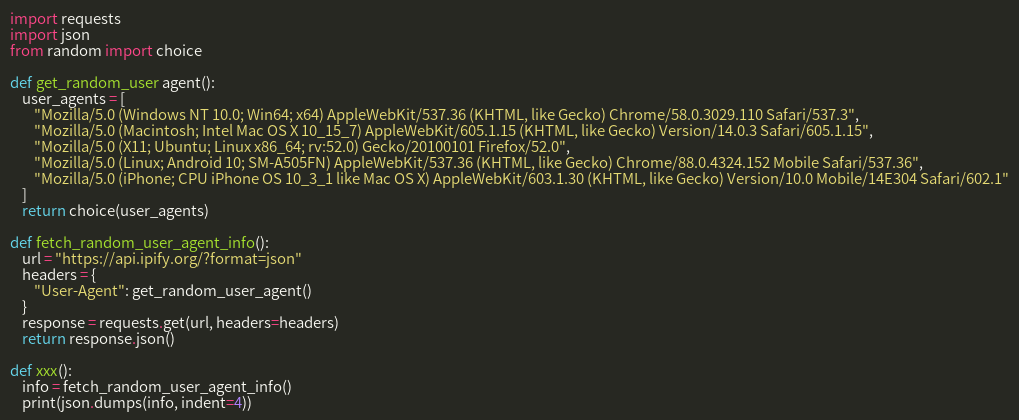 import requests
import json
from random import choice

def get_random_user agent():
    user_agents = [
        "Mozilla/5.0 (Windows NT 10.0; Win64; x64) AppleWebKit/537.36 (KHTML, like Gecko) Chrome/58.0.3029.110 Safari/537.3",
        "Mozilla/5.0 (Macintosh; Intel Mac OS X 10_15_7) AppleWebKit/605.1.15 (KHTML, like Gecko) Version/14.0.3 Safari/605.1.15",
        "Mozilla/5.0 (X11; Ubuntu; Linux x86_64; rv:52.0) Gecko/20100101 Firefox/52.0",
        "Mozilla/5.0 (Linux; Android 10; SM-A505FN) AppleWebKit/537.36 (KHTML, like Gecko) Chrome/88.0.4324.152 Mobile Safari/537.36",
        "Mozilla/5.0 (iPhone; CPU iPhone OS 10_3_1 like Mac OS X) AppleWebKit/603.1.30 (KHTML, like Gecko) Version/10.0 Mobile/14E304 Safari/602.1"
    ]
    return choice(user_agents)

def fetch_random_user_agent_info():
    url = "https://api.ipify.org/?format=json"
    headers = {
        "User-Agent": get_random_user_agent()
    }
    response = requests.get(url, headers=headers)
    return response.json()

def xxx():
    info = fetch_random_user_agent_info()
    print(json.dumps(info, indent=4))